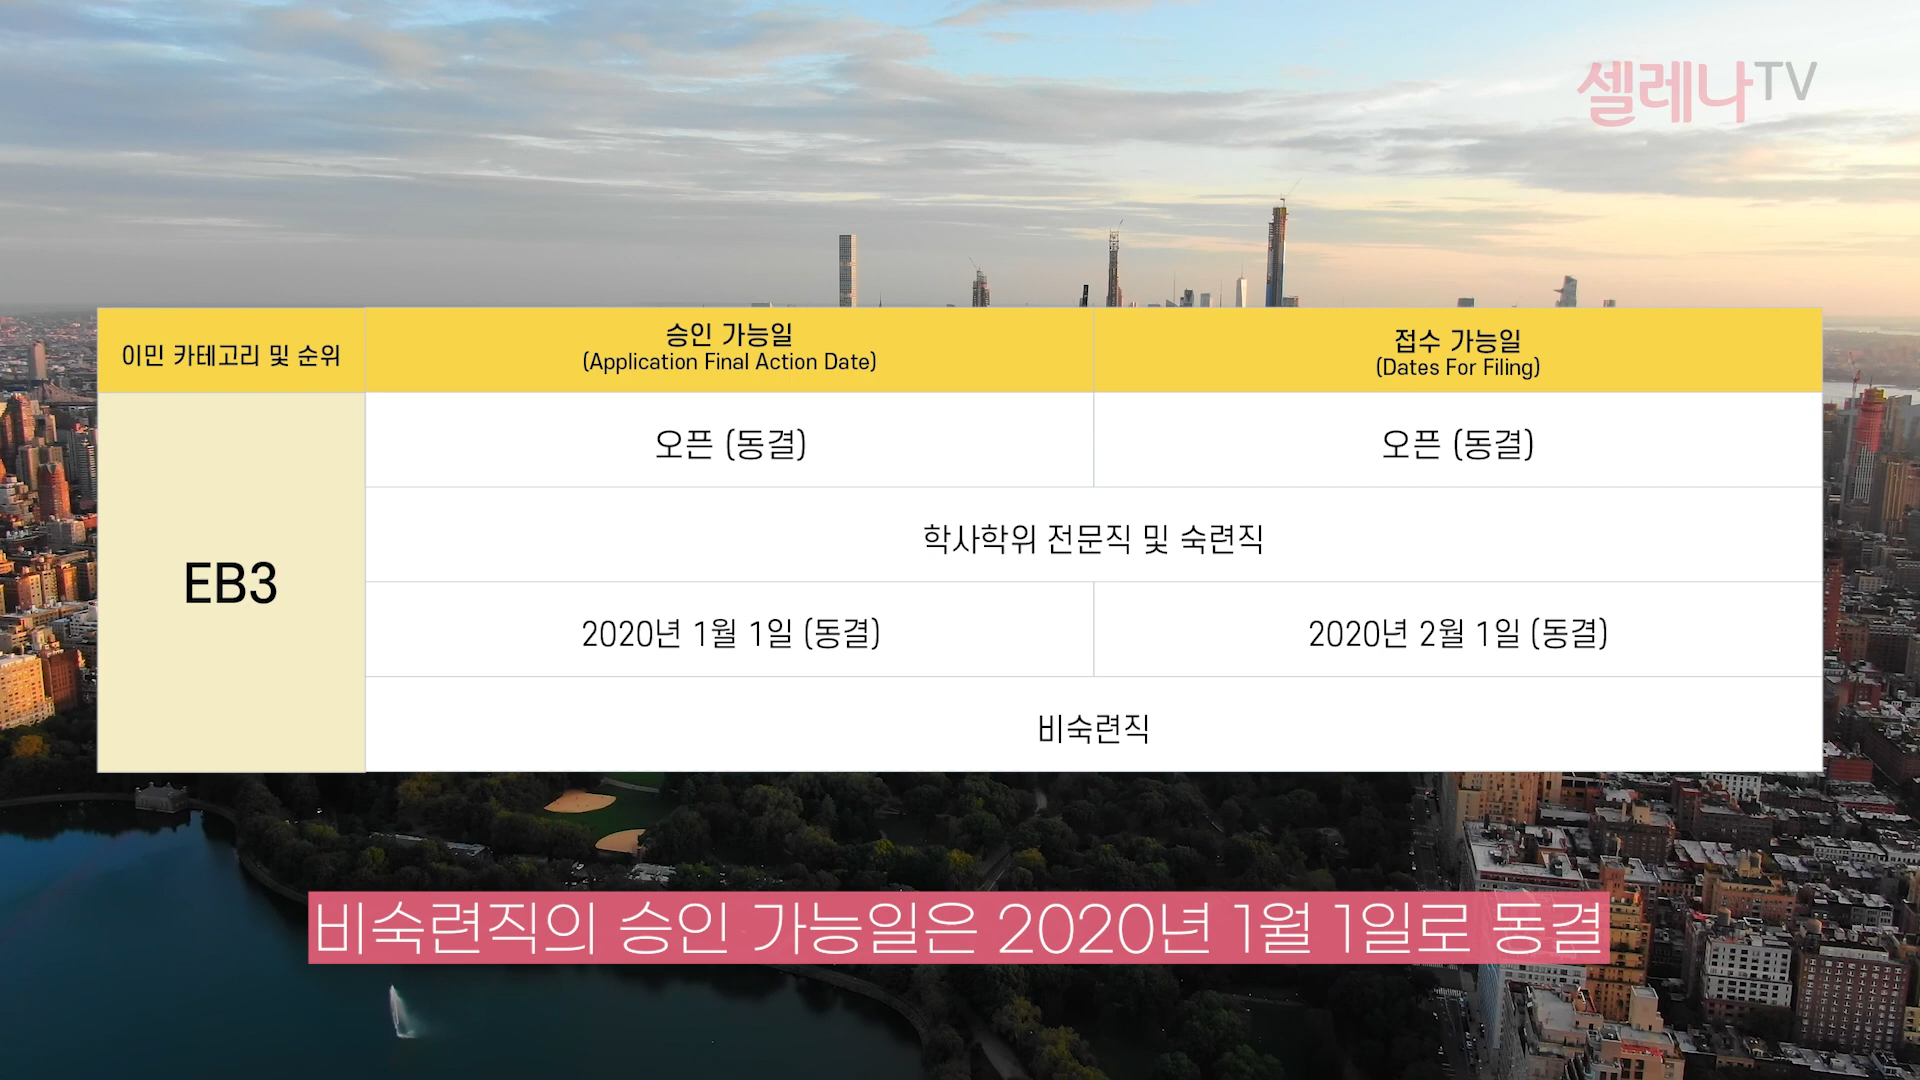 셀레나TV
이민 카테고리 및 순위
승인 가능일
(Application Final Action Date)
접수 가능일
(Dates For Filing)
EB3
오픈 (동결)
오픈 (동결)
학사학위 전문직 및 숙련직
2020년 1월 1일 (동결)
2020년 2월 1일 (동결)
비숙련직
비숙련직의 승인 가능일은 2020년 1월 1일로 동결